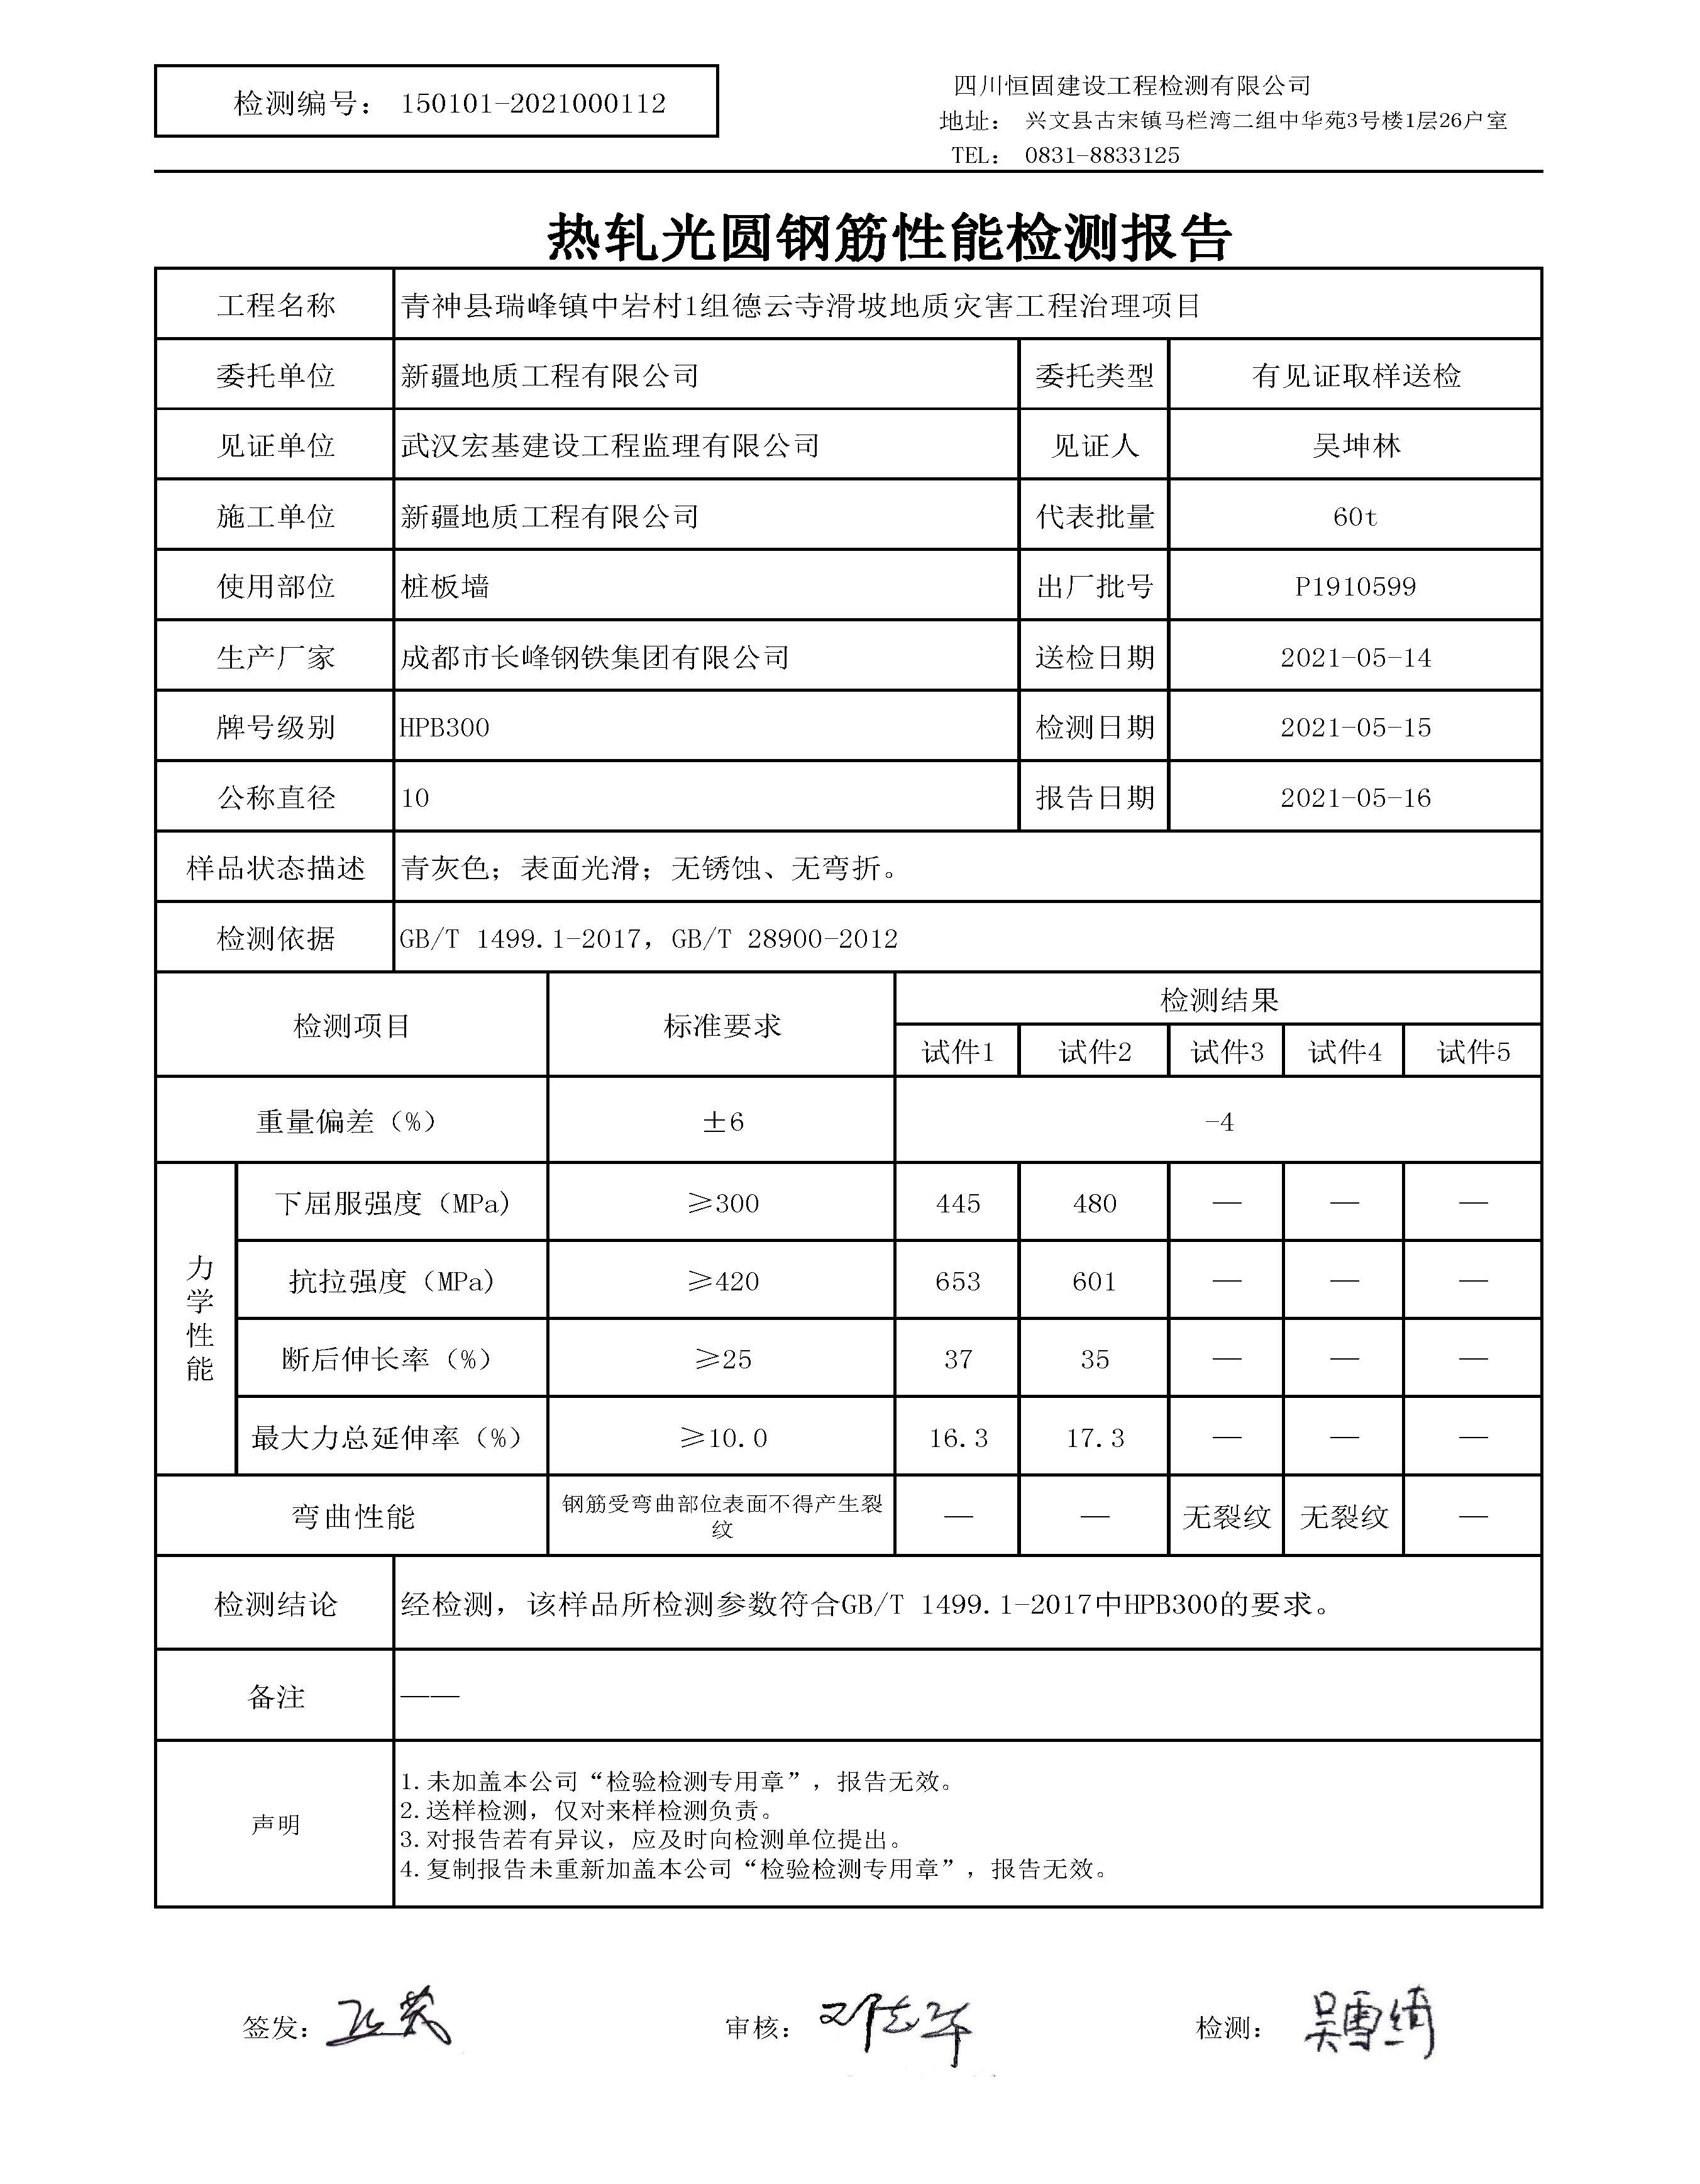 检测编号： 150101-2021000112
四川恒固建设工程检测有限公司
地址： 兴文县古宋镇马栏湾二组中华苑3号楼1层26户室
TEL： 0831-8833125
热轧光圆钢筋性能检测报告
工程名称 青神县瑞峰镇中岩村1组德云寺滑坡地质灾害工程治理项目
委托单位 新疆地质工程有限公司 委托类型 有见证取样送检
见证单位 武汉宏基建设工程监理有限公司 见证人 吴坤林
施工单位 新疆地质工程有限公司 代表批量 60t
使用部位 桩板墙 出厂批号 P1910599
生产厂家 成都市长峰钢铁集团有限公司 送检日期 2021-05-14
牌号级别 HPB300 检测日期 2021-05-15
公称直径 10 报告日期 2021-05-16
样品状态描述 青灰色；表面光滑；无锈蚀、无弯折。
检测依据 GB/T 1499.1-2017，GB/T 28900-2012
检测项目 标准要求 检测结果
试件1 试件2 试件3 试件4 试件5
重量偏差（%） ±6 -4
力学性能
下屈服强度（MPa） ≥300 445 480 — — —
抗拉强度（MPa） ≥420 653 601 — — —
断后伸长率（%） ≥25 37 35 — — —
最大力总延伸率（%） ≥10.0 16.3 17.3 — — —
弯曲性能 钢筋受弯曲部位表面不得产生裂
纹 — — 无裂纹 无裂纹 —
检测结论 经检测，该样品所检测参数符合GB/T 1499.1-2017中HPB300的要求。
备注 ——
声明
1.未加盖本公司“检验检测专用章”，报告无效。
2.送样检测，仅对来样检测负责。
3.对报告若有异议，应及时向检测单位提出。
4.复制报告未重新加盖本公司“检验检测专用章”，报告无效。
签发： 审核： 检测： 吴雪绮